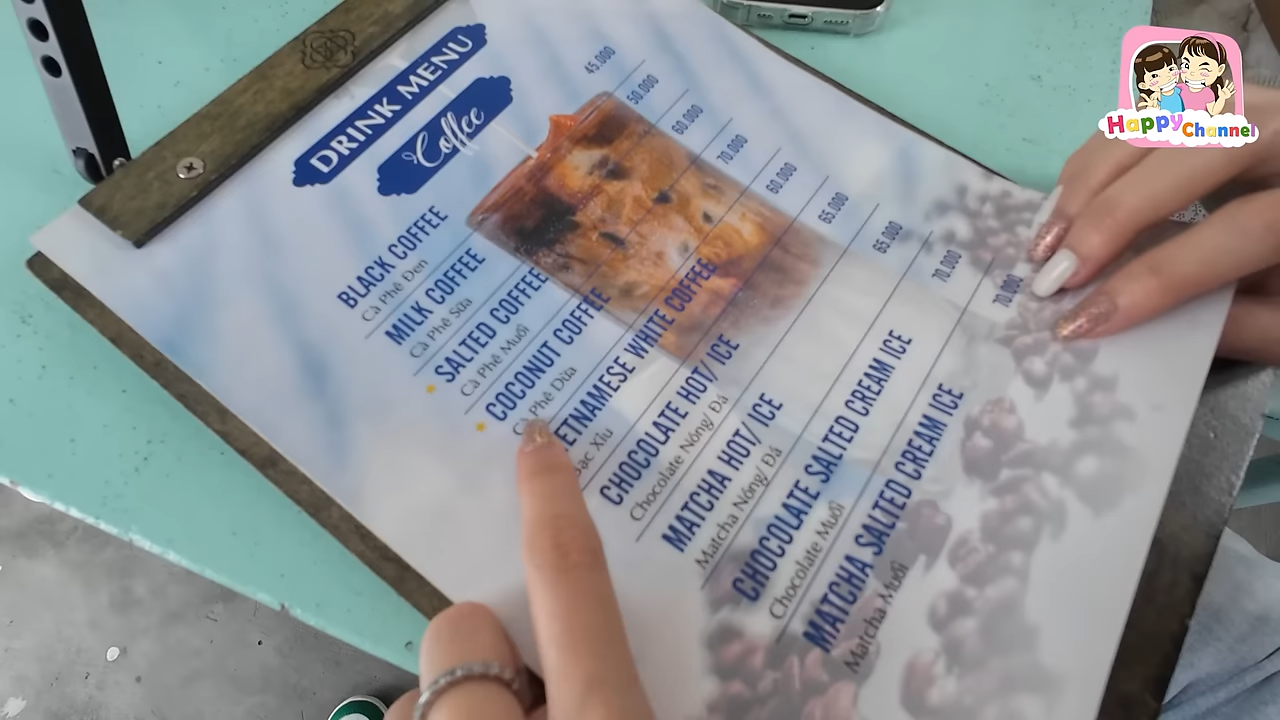 DRINK MENU
Coffee
BLACK COFFEE 45.000
Cà Phê Đen
MILK COFFEE 50.000
Cà Phê Sữa
SALTED COFFEE 60.000
Cà Phê Muối
COCONUT COFFEE 70.000
Cà Phê Dừa
ETNAMESE WHITE COFFEE 60.000
Bạc Xỉu
CHOCOLATE HOT/ ICE 65.000
Chocolate Nóng/ Đá
MATCHA HOT/ ICE 65.000
Matcha Nóng/ Đá
CHOCOLATE SALTED CREAM ICE 70.000
Chocolate Muối
MATCHA SALTED CREAM ICE 70.000
Matcha Muối
Happy Channel